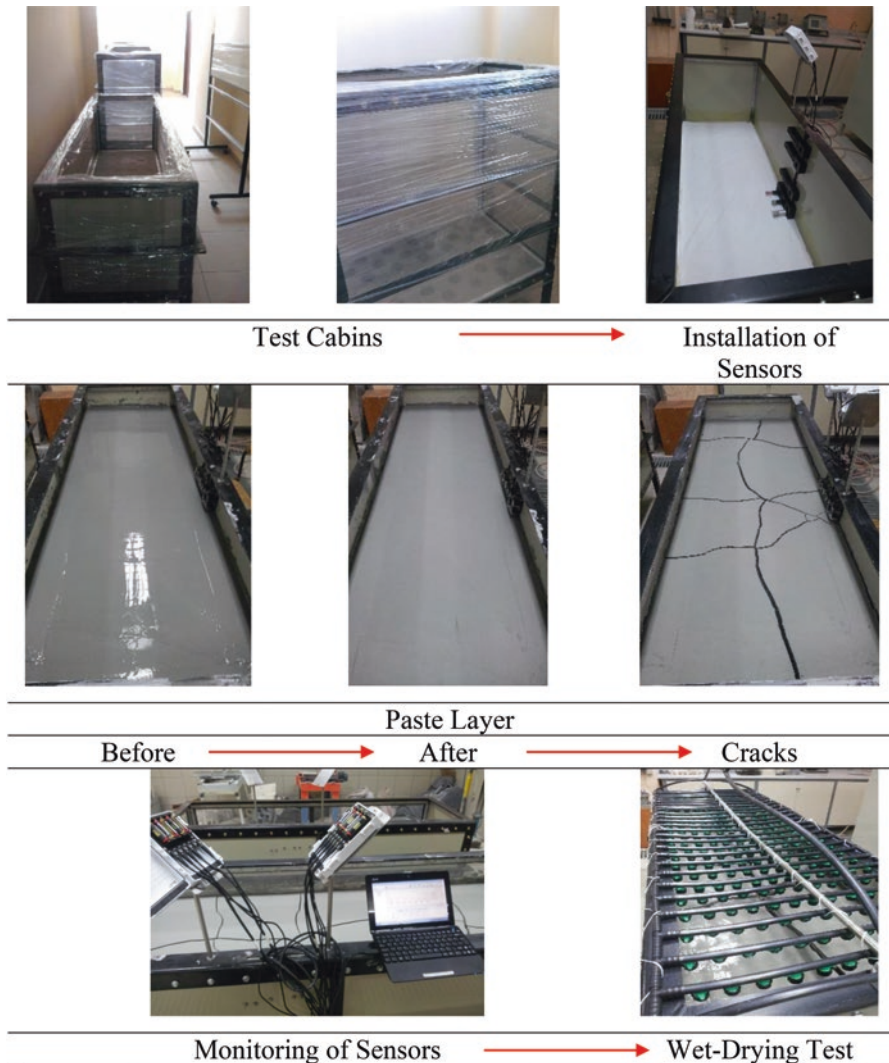 Test Cabins
Installation of
Sensors
Paste Layer
Before
After
Cracks
Monitoring of Sensors
Wet-Drying Test